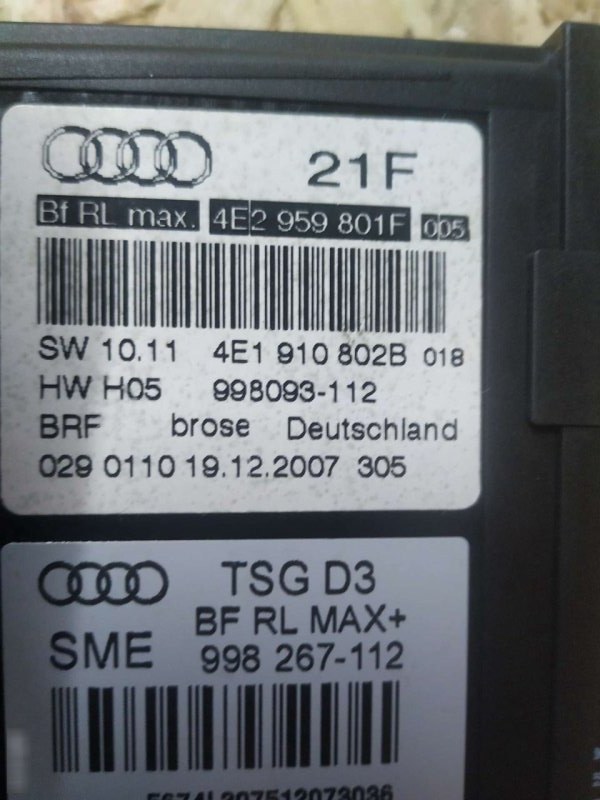 21F
Bf RL max. 4E2 959 801F 005
SW 10.11 4E1 910 802B 018
HW H05 998093-112
BRF brose Deutschland
029 0110 19.12.2007 305
TSG D3
BF RL MAX+
SME 998 267-112